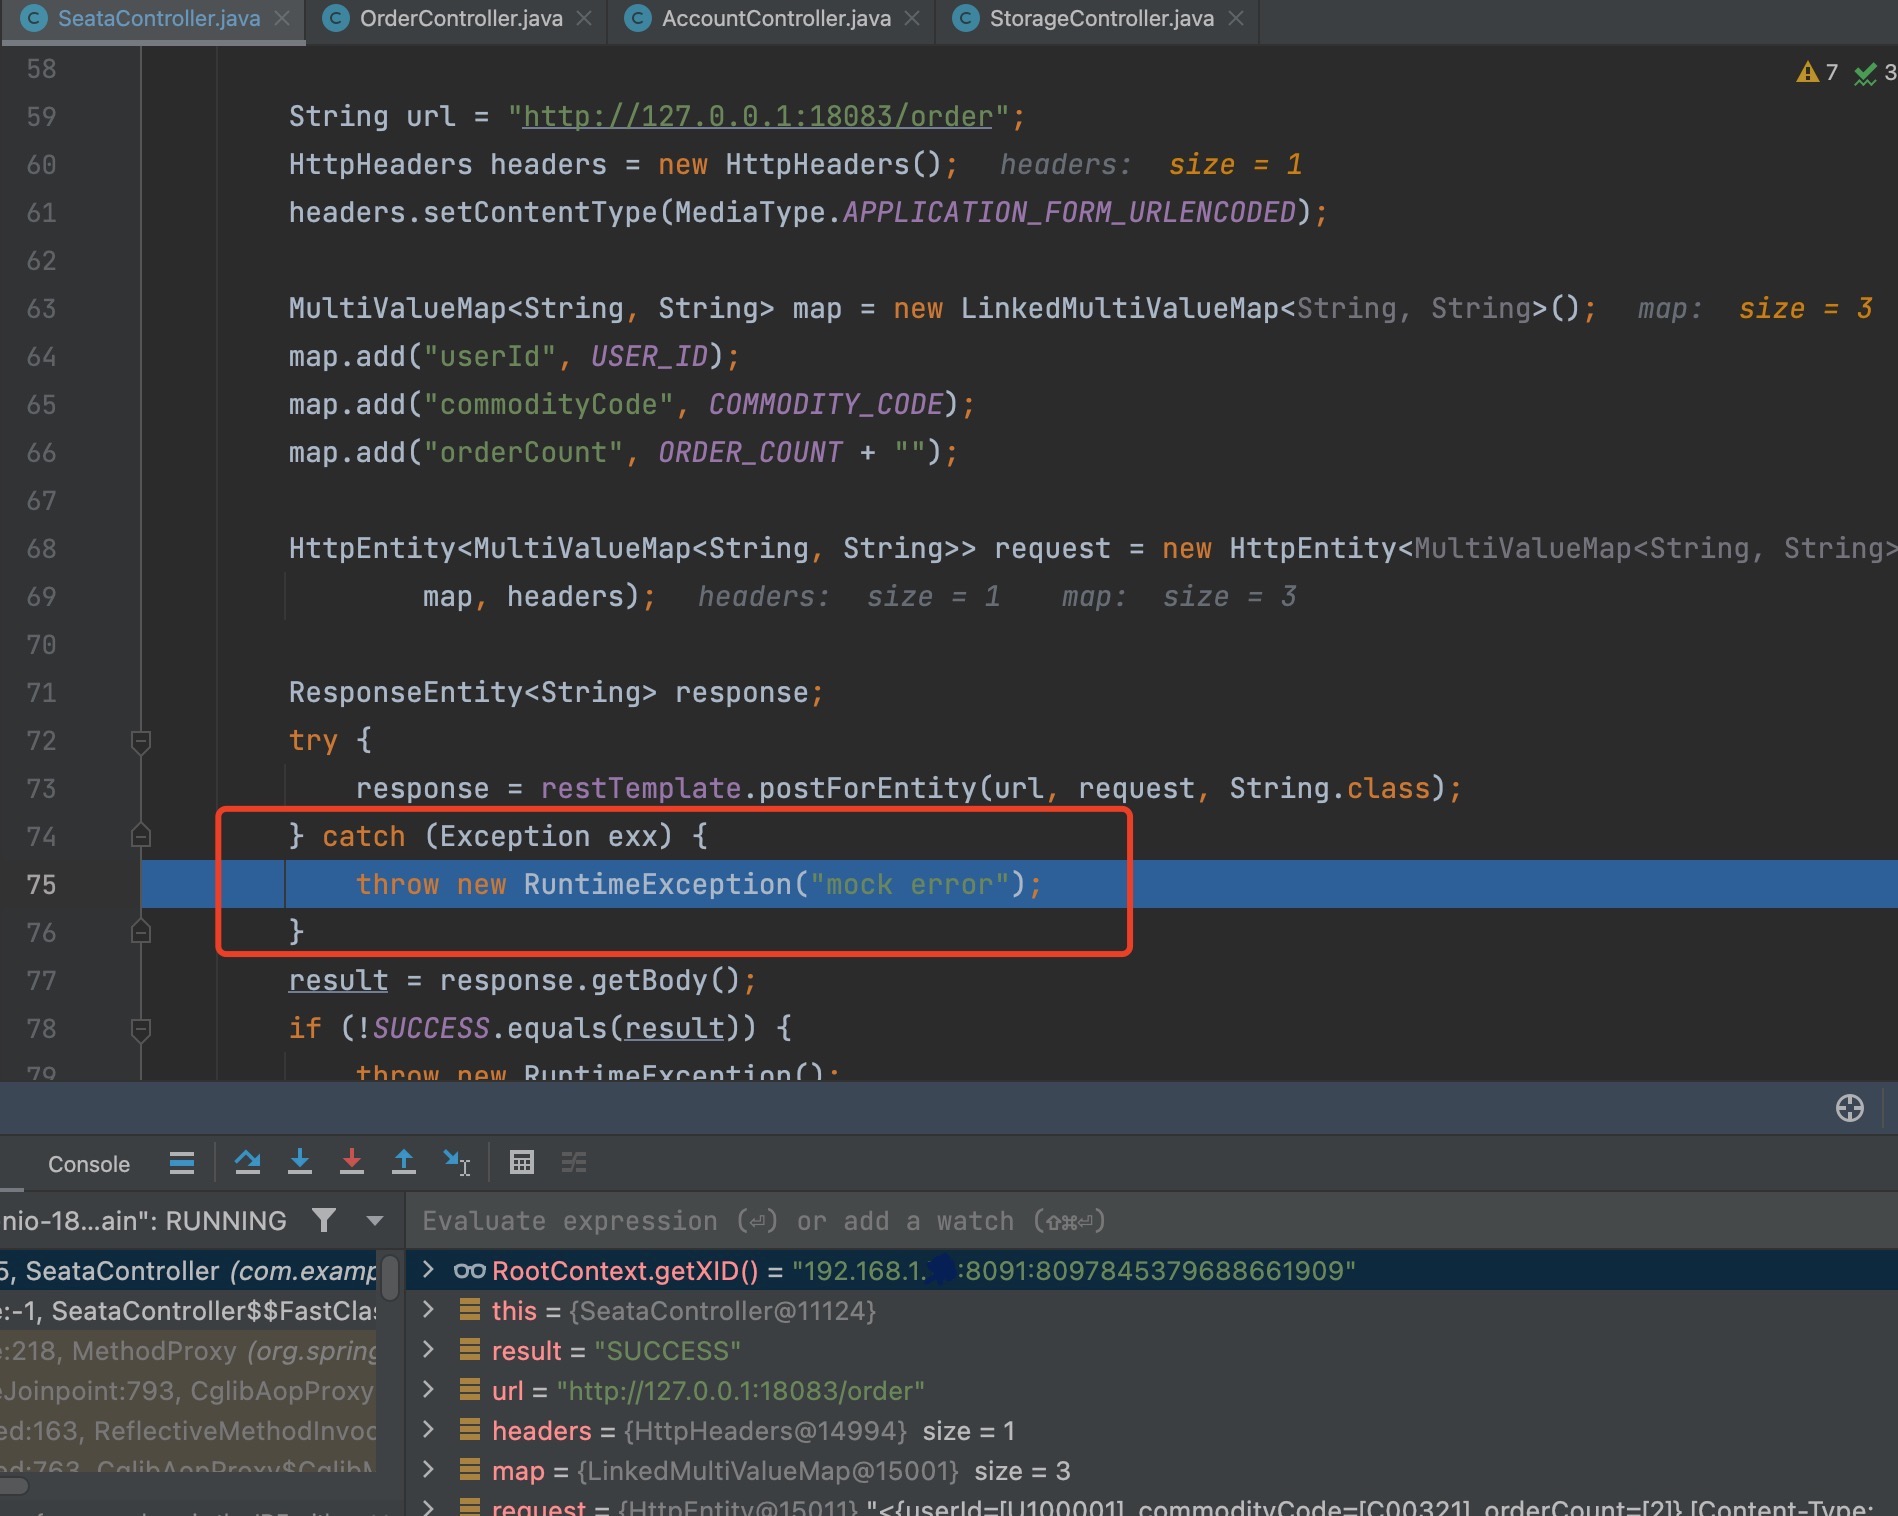 SeataController.java OrderController.java AccountController.java StorageController.java
58
7 3
59 String url = "http://127.0.0.1:18083/order";
60 HttpHeaders headers = new HttpHeaders(); headers: size = 1
61 headers.setContentType(MediaType.APPLICATION_FORM_URLENCODED);
62
63 MultiValueMap<String, String> map = new LinkedMultiValueMap<String, String>(); map: size = 3
64 map.add("userId", USER_ID);
65 map.add("commodityCode", COMMODITY_CODE);
66 map.add("orderCount", ORDER_COUNT + "");
67
68 HttpEntity<MultiValueMap<String, String>> request = new HttpEntity<MultiValueMap<String, String>
69 map, headers); headers: size = 1 map: size = 3
70
71 ResponseEntity<String> response;
72 try {
73 response = restTemplate.postForEntity(url, request, String.class);
74 } catch (Exception exx) {
75 throw new RuntimeException("mock error");
76 }
77 result = response.getBody();
78 if (!SUCCESS.equals(result)) {
79 throw new RuntimeException();
Console
nio-18...ain": RUNNING
Evaluate expression (⏎) or add a watch (⇧⌘⏎)
5, SeataController (com.examp
e:-1, SeataController$$FastClas
e:218, MethodProxy (org.spring
eJoinpoint:793, CglibAopProxy
ed:163, ReflectiveMethodInvoc
ed:763, CglibAopProxy$CglibM
RootContext.getXID() = "192.168.1. :8091:8097845379688661909"
this = {SeataController@11124}
result = "SUCCESS"
url = "http://127.0.0.1:18083/order"
headers = {HttpHeaders@14994} size = 1
map = {LinkedMultiValueMap@15001} size = 3
request = {HttpEntity@15011} "<{userId=[U100001], commodityCode=[C00321], orderCount=[2]},[Content-Type: